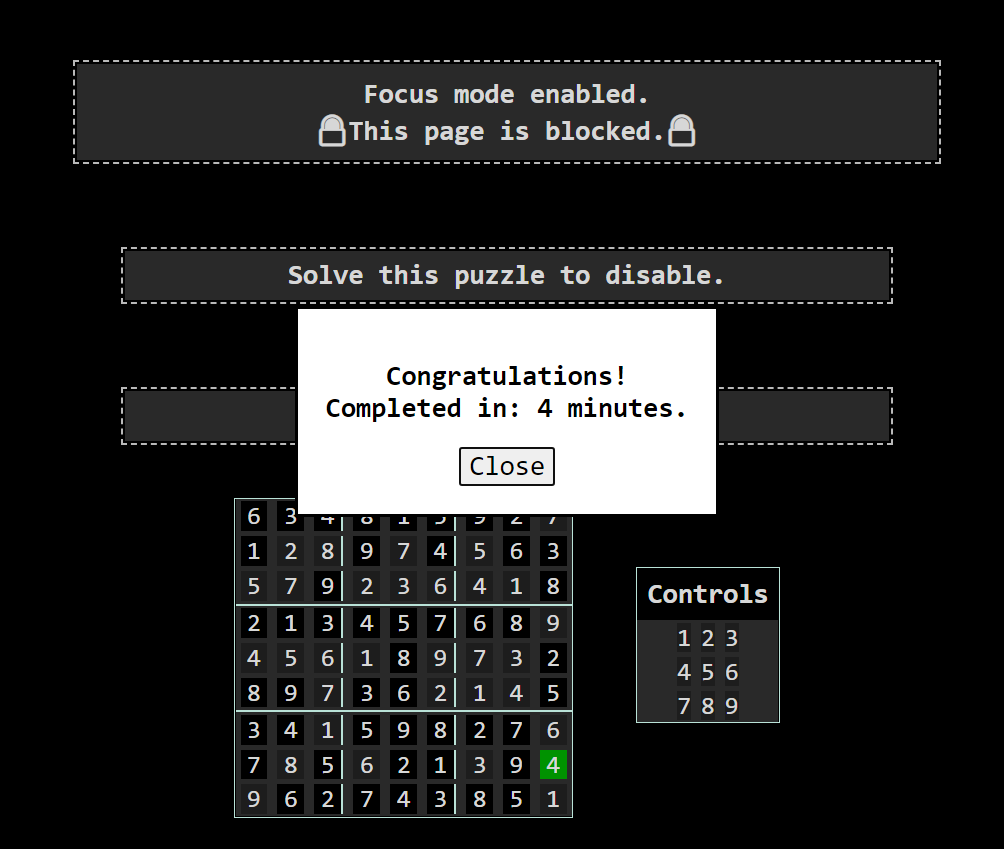 Focus mode enabled.
🔒This page is blocked.🔒
Solve this puzzle to disable.
Congratulations!
Completed in: 4 minutes.
Close
6 3 4 8 1 5 9 2 7
1 2 8 9 7 4 5 6 3
5 7 9 2 3 6 4 1 8
2 1 3 4 5 7 6 8 9
4 5 6 1 8 9 7 3 2
8 9 7 3 6 2 1 4 5
3 4 1 5 9 8 2 7 6
7 8 5 6 2 1 3 9 4
9 6 2 7 4 3 8 5 1
Controls
1 2 3
4 5 6
7 8 9